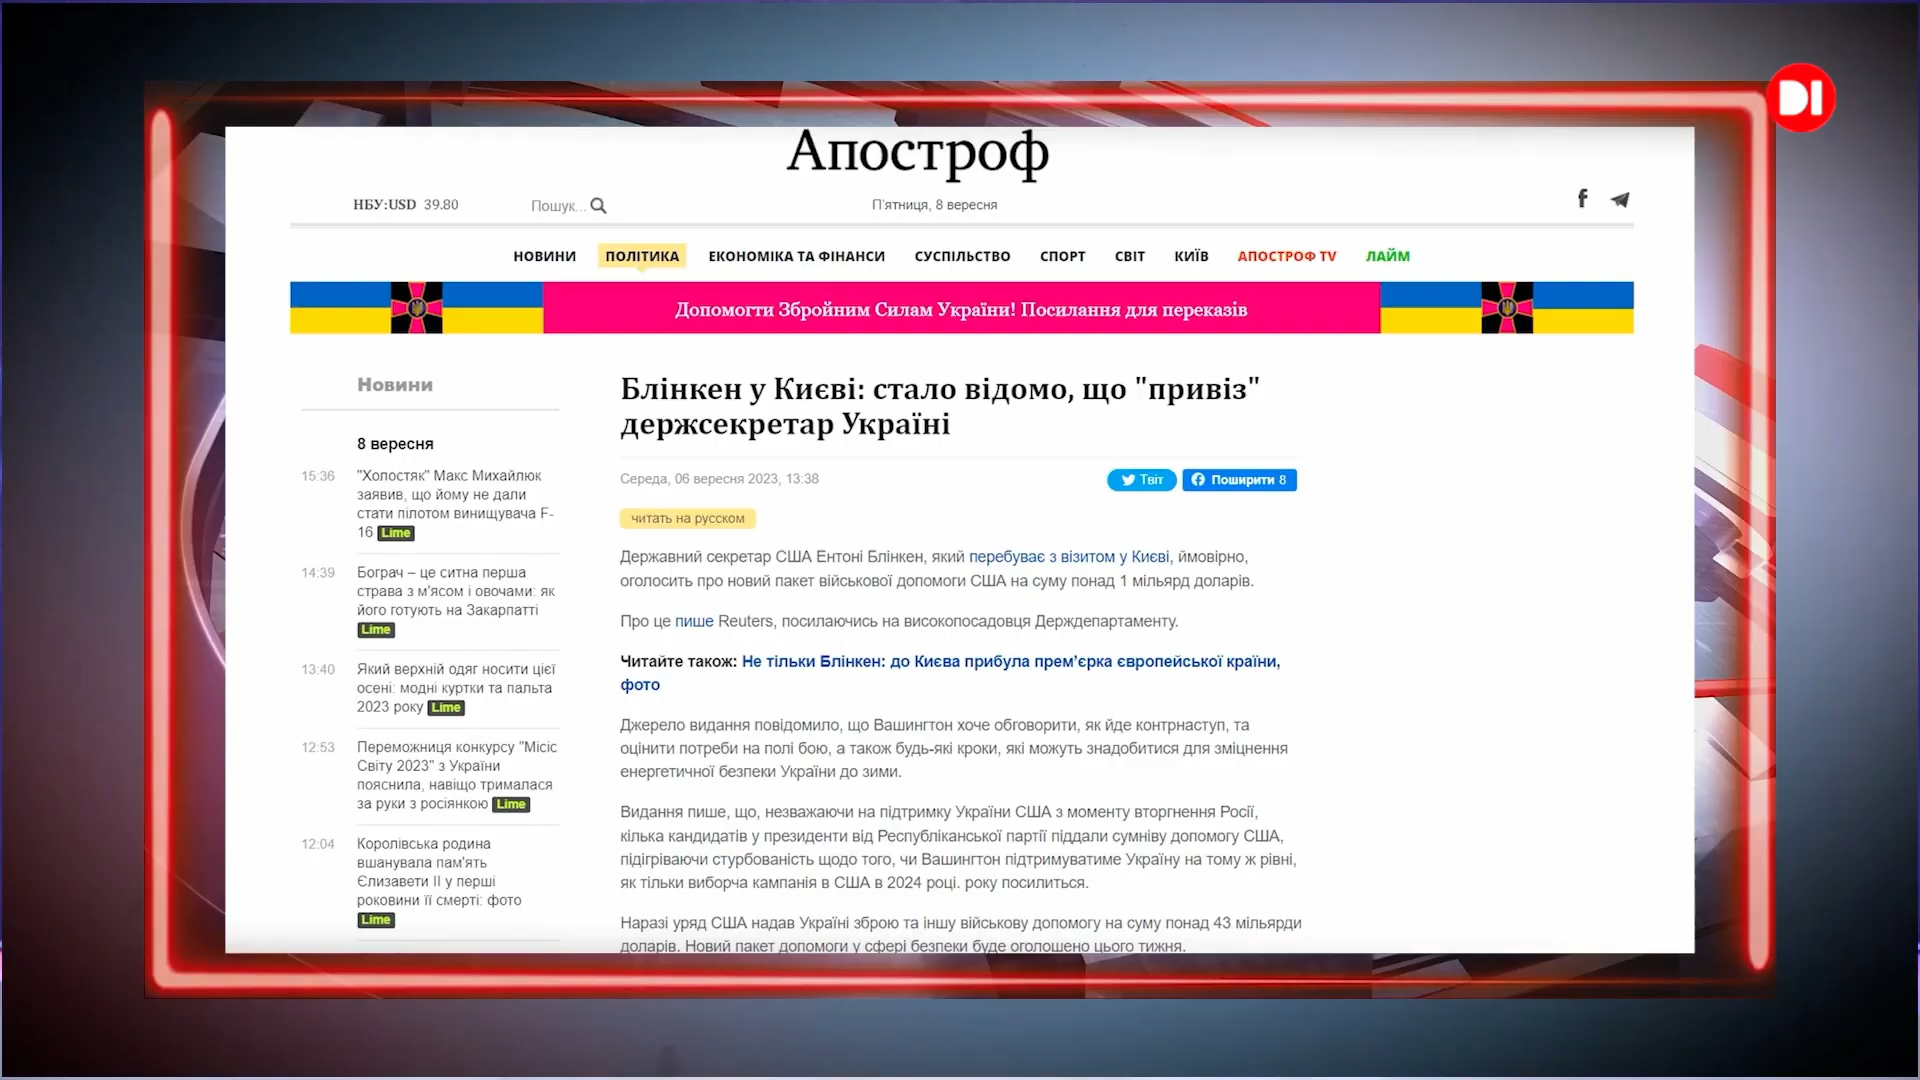 DI
Апостроф
НБУ:USD 39.80
Пошук...
П'ятниця, 8 вересня
НОВИНИ ПОЛІТИКА ЕКОНОМІКА ТА ФІНАНСИ СУСПІЛЬСТВО СПОРТ СВІТ КИЇВ АПОСТРОФ TV ЛАЙМ
Допомогти Збройним Силам України! Посилання для переказів
Новини
8 вересня
15:36 "Холостяк" Макс Михайлюк
заявив, що йому не дали
стати пілотом винищувача F-
16 Lime
14:39 Бограч – це ситна перша
страва з м'ясом і овочами: як
його готують на Закарпатті
Lime
13:40 Який верхній одяг носити цієї
осені: модні куртки та пальта
2023 року Lime
12:53 Переможниця конкурсу "Місіс
Світу 2023" з України
пояснила, навіщо трималася
за руки з росіянкою Lime
12:04 Королівська родина
вшанувала пам'ять
Єлизавети II у перші
роковини її смерті: фото
Lime
Блінкен у Києві: стало відомо, що "привіз"
держсекретар Україні
Середа, 06 вересня 2023, 13:38
Твіт Поширити 8
читать на русском
Державний секретар США Ентоні Блінкен, який перебуває з візитом у Києві, ймовірно,
оголосить про новий пакет військової допомоги США на суму понад 1 мільярд доларів.
Про це пише Reuters, посилаючись на високопосадовця Держдепартаменту.
Читайте також: Не тільки Блінкен: до Києва прибула прем'єрка європейської країни,
фото
Джерело видання повідомило, що Вашингтон хоче обговорити, як йде контрнаступ, та
оцінити потреби на полі бою, а також будь-які кроки, які можуть знадобитися для зміцнення
енергетичної безпеки України до зими.
Видання пише, що, незважаючи на підтримку України США з моменту вторгнення Росії,
кілька кандидатів у президенти від Республіканської партії піддали сумніву допомогу США,
підігріваючи стурбованість щодо того, чи Вашингтон підтримуватиме Україну на тому ж рівні,
як тільки виборча кампанія в США в 2024 році. року посилиться.
Наразі уряд США надав Україні зброю та іншу військову допомогу на суму понад 43 мільярди
доларів. Новий пакет допомоги у сфері безпеки буде оголошено цього тижня.